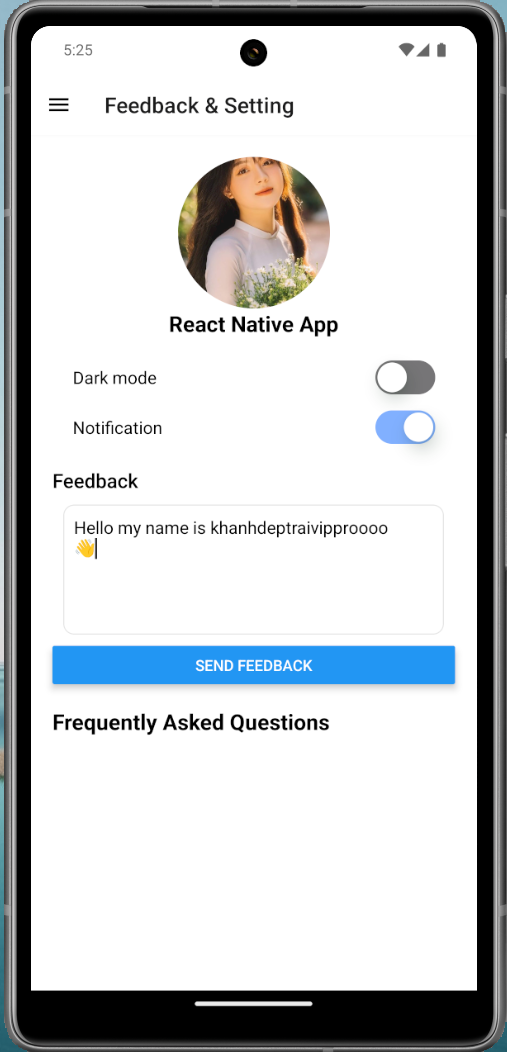 5:25
Feedback & Setting
React Native App
Dark mode
Notification
Feedback
Hello my name is khanhdeptraivipproooo
👋
SEND FEEDBACK
Frequently Asked Questions